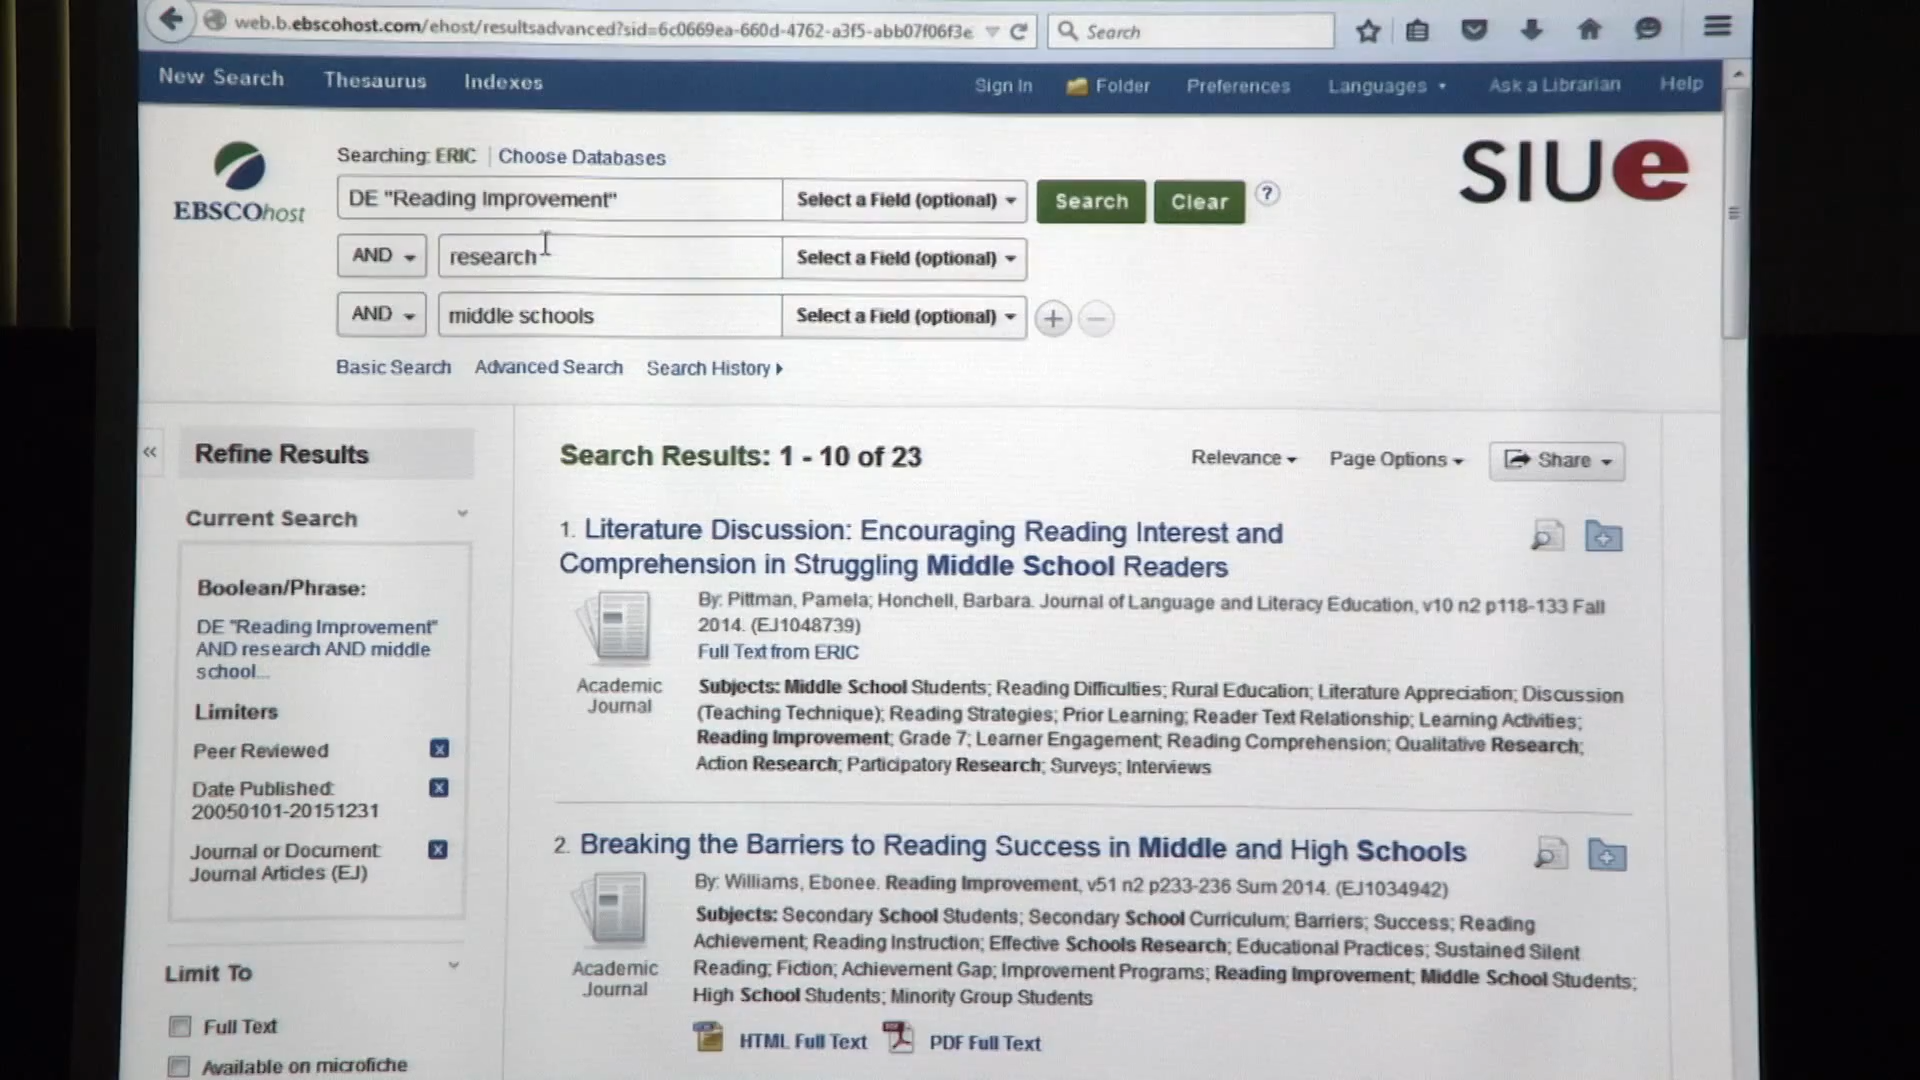 web.b.ebscohost.com/ehost/resultsadvanced?sid=6c0669ea-660d-4762-a3f5-abb07f06f3e
Search
New Search Thesaurus Indexes Sign In Folder Preferences Languages Ask a Librarian Help
EBSCOhost
Searching: ERIC | Choose Databases
SIUe
DE "Reading Improvement" Select a Field (optional) Search Clear ?
AND research Select a Field (optional)
AND middle schools Select a Field (optional)
Basic Search Advanced Search Search History
Refine Results
Current Search
Boolean/Phrase:
DE "Reading Improvement"
AND research AND middle
school...
Limiters
Peer Reviewed
Date Published:
20050101-20151231
Journal or Document:
Journal Articles (EJ)
Limit To
Full Text
Available on microfiche
Search Results: 1 - 10 of 23 Relevance Page Options Share
1. Literature Discussion: Encouraging Reading Interest and
Comprehension in Struggling Middle School Readers
Academic
Journal
By: Pittman, Pamela; Honchell, Barbara. Journal of Language and Literacy Education, v10 n2 p118-133 Fall
2014. (EJ1048739)
Full Text from ERIC
Subjects: Middle School Students; Reading Difficulties; Rural Education; Literature Appreciation; Discussion
(Teaching Technique); Reading Strategies; Prior Learning; Reader Text Relationship; Learning Activities;
Reading Improvement; Grade 7; Learner Engagement; Reading Comprehension; Qualitative Research;
Action Research; Participatory Research; Surveys; Interviews
2. Breaking the Barriers to Reading Success in Middle and High Schools
Academic
Journal
By: Williams, Ebonee. Reading Improvement, v51 n2 p233-236 Sum 2014. (EJ1034942)
Subjects: Secondary School Students; Secondary School Curriculum; Barriers; Success; Reading
Achievement; Reading Instruction; Effective Schools Research; Educational Practices; Sustained Silent
Reading; Fiction; Achievement Gap; Improvement Programs; Reading Improvement; Middle School Students;
High School Students; Minority Group Students
HTML Full Text PDF Full Text